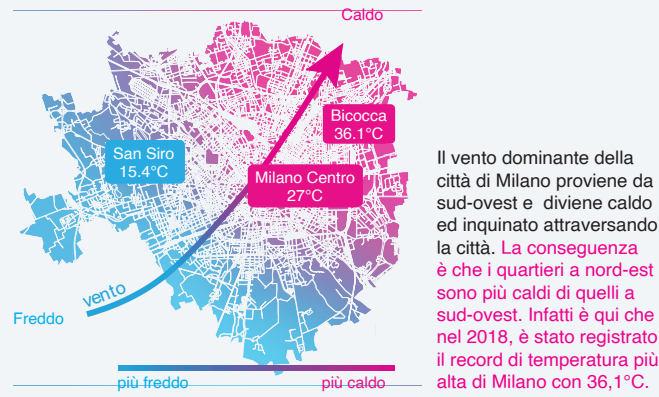 Caldo
Bicocca
36.1°C
San Siro
15.4°C
Milano Centro
27°C
vento
Freddo
più freddo
più caldo
Il vento dominante della
città di Milano proviene da
sud-ovest e diviene caldo
ed inquinato attraversando
la città. La conseguenza
è che i quartieri a nord-est
sono più caldi di quelli a
sud-ovest. Infatti è qui che
nel 2018, è stato registrato
il record di temperatura più
alta di Milano con 36,1°C.